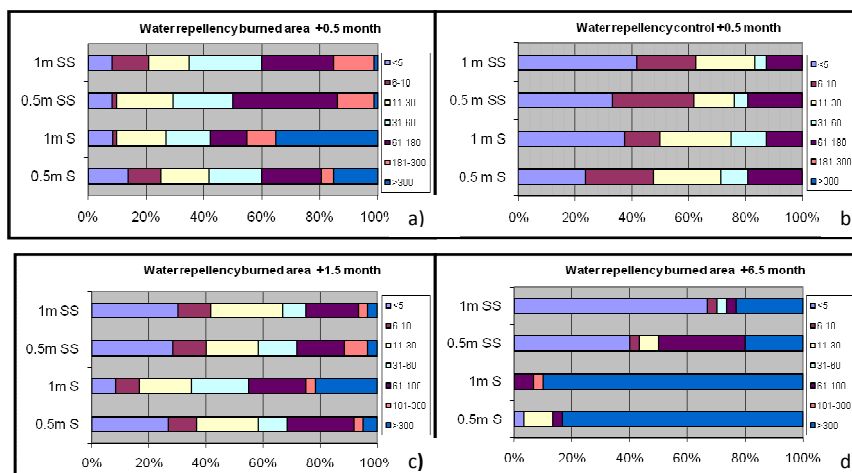 Water repellency burned area +0.5 month
1m SS
0.5m SS
1m S
0.5m S
0% 20% 40% 60% 80% 100%
<5
6-10
11-30
31-60
61-180
181-300
>300
a)
Water repellency control +0.5 month
1m SS
0.5 m SS
1 m S
0.5 m S
0% 20% 40% 60% 80% 100%
<5
6-10
11-30
31-60
61-180
181-300
>300
b
Water repellency burned area +1.5 month
1m SS
0.5m SS
1m S
0.5m S
0% 20% 40% 60% 80% 100%
<5
6-10
11-30
31-60
61-100
101-300
>300
c)
Water repellency burned area +6.5 month
1m SS
0.5m SS
1m S
0.5m S
0% 20% 40% 60% 80% 100%
<5
6-10
11-30
31-60
61-100
101-300
>300
d